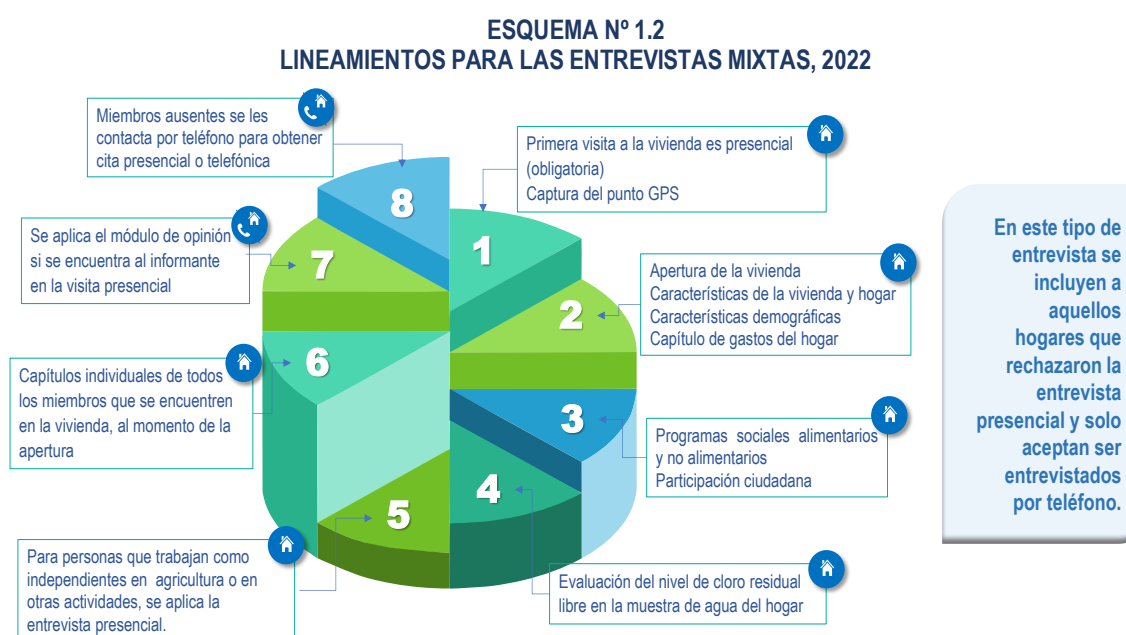 ESQUEMA Nº 1.2
LINEAMIENTOS PARA LAS ENTREVISTAS MIXTAS, 2022
Miembros ausentes se les
contacta por teléfono para obtener
cita presencial o telefónica
Primera visita a la vivienda es presencial
(obligatoria)
Captura del punto GPS
Se aplica el módulo de opinión
si se encuentra al informante
en la visita presencial
Apertura de la vivienda
Características de la vivienda y hogar
Características demográficas
Capítulo de gastos del hogar
Capítulos individuales de todos
los miembros que se encuentren
en la vivienda, al momento de la
apertura
Programas sociales alimentarios
y no alimentarios
Participación ciudadana
Para personas que trabajan como
independientes en agricultura o en
otras actividades, se aplica la
entrevista presencial.
Evaluación del nivel de cloro residual
libre en la muestra de agua del hogar
1
2
3
4
5
6
7
8
En este tipo de
entrevista se
incluyen a
aquellos
hogares que
rechazaron la
entrevista
presencial y solo
aceptan ser
entrevistados
por teléfono.